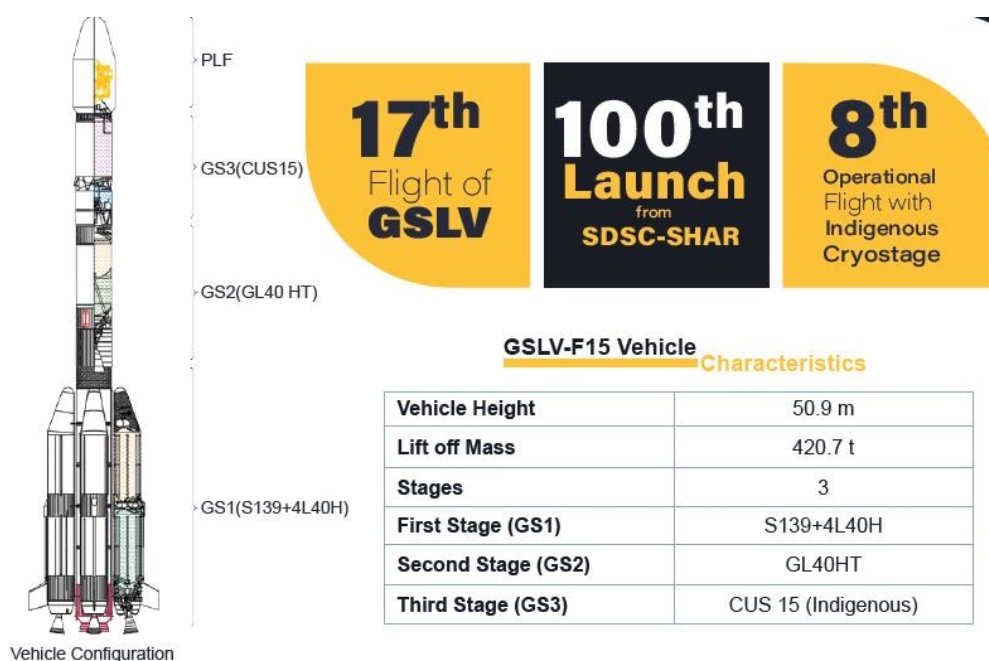 PLF
GS3(CUS15)
GS2(GL40 HT)
GS1(S139+4L40H)
Vehicle Configuration
17th
Flight of
GSLV
100th
Launch
from
SDSC-SHAR
8th
Operational
Flight with
Indigenous
Cryostage
GSLV-F15 Vehicle Characteristics
Vehicle Height 50.9 m
Lift off Mass 420.7 t
Stages 3
First Stage (GS1) S139+4L40H
Second Stage (GS2) GL40HT
Third Stage (GS3) CUS 15 (Indigenous)